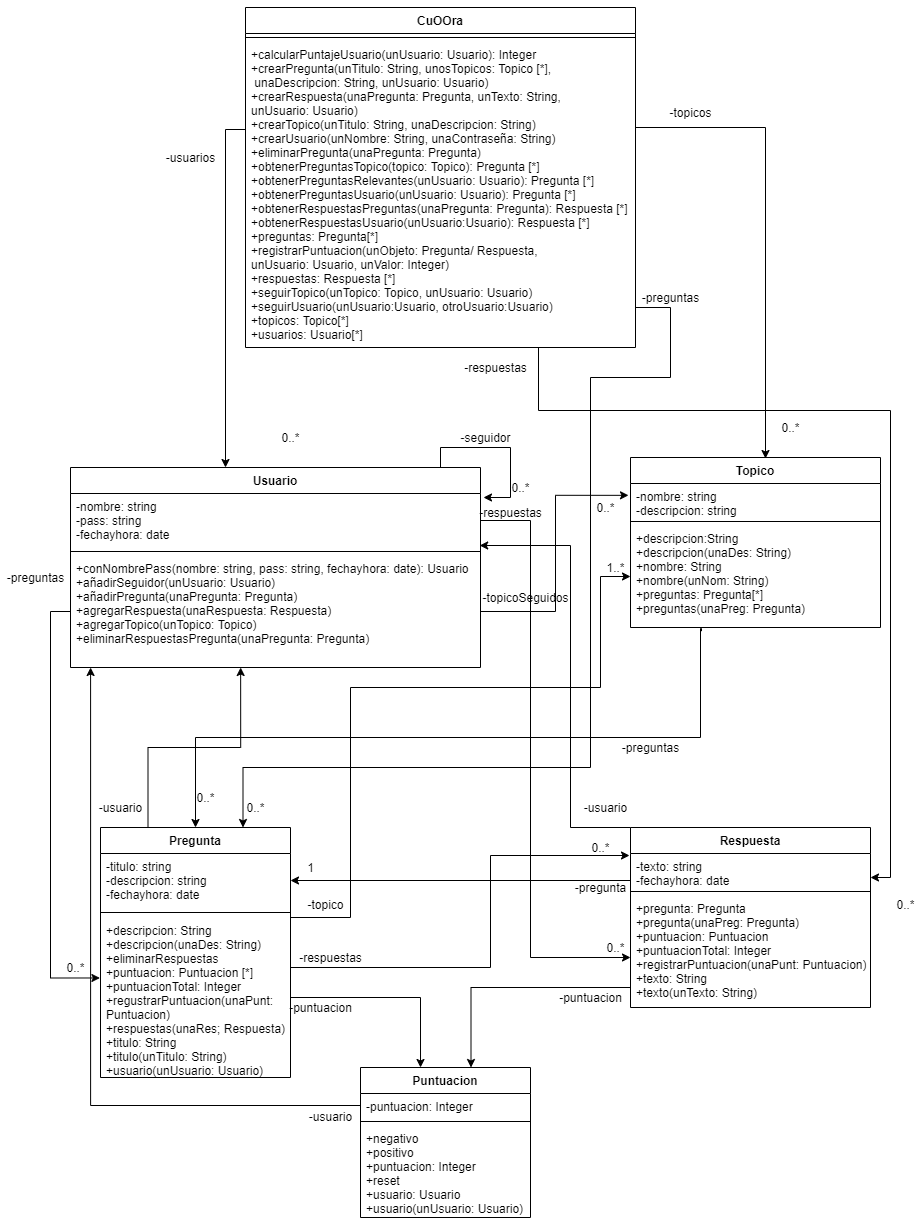 CuOOra
+calcularPuntajeUsuario(unUsuario: Usuario): Integer
+crearPregunta(unTitulo: String, unosTopicos: Topico [*],
unaDescripcion: String, unUsuario: Usuario)
+crearRespuesta(unaPregunta: Pregunta, unTexto: String,
unUsuario: Usuario)
+crearTopico(unTitulo: String, unaDescripcion: String)
+crearUsuario(unNombre: String, unaContraseña: String)
+eliminarPregunta(unaPregunta: Pregunta)
+obtenerPreguntasTopico(topico: Topico): Pregunta [*]
+obtenerPreguntasRelevantes(unUsuario: Usuario): Pregunta [*]
+obtenerPreguntasUsuario(unUsuario: Usuario): Pregunta [*]
+obtenerRespuestasPreguntas(unaPregunta: Pregunta): Respuesta [*]
+obtenerRespuestasUsuario(unUsuario:Usuario): Respuesta [*]
+preguntas: Pregunta[*]
+registrarPuntuacion(unObjeto: Pregunta/ Respuesta,
unUsuario: Usuario, unValor: Integer)
+respuestas: Respuesta [*]
+seguirTopico(unTopico: Topico, unUsuario: Usuario)
+seguirUsuario(unUsuario:Usuario, otroUsuario:Usuario)
+topicos: Topico[*]
+usuarios: Usuario[*]
-usuarios
-topicos
-preguntas
-respuestas
0..*
0..*
-seguidor
0..*
Usuario
-nombre: string
-pass: string
-fechayhora: date
+conNombrePass(nombre: string, pass: string, fechayhora: date): Usuario
+añadirSeguidor(unUsuario: Usuario)
+añadirPregunta(unaPregunta: Pregunta)
+agregarRespuesta(unaRespuesta: Respuesta)
+agregarTopico(unTopico: Topico)
+eliminarRespuestasPregunta(unaPregunta: Pregunta)
-respuestas
0..*
-preguntas
-topicoSeguidos
1..*
Topico
-nombre: string
-descripcion: string
+descripcion:String
+descripcion(unaDes: String)
+nombre: String
+nombre(unNom: String)
+preguntas: Pregunta[*]
+preguntas(unaPreg: Pregunta)
-preguntas
-usuario
0..*
0..*
-usuario
Pregunta
-titulo: string
-descripcion: string
-fechayhora: date
+descripcion: String
+descripcion(unaDes: String)
+eliminarRespuestas
+puntuacion: Puntuacion [*]
+puntuacionTotal: Integer
+regustrarPuntuacion(unaPunt:
Puntuacion)
+respuestas(unaRes; Respuesta)
+titulo: String
+titulo(unTitulo: String)
+usuario(unUsuario: Usuario)
0..*
1
-topico
-respuestas
-puntuacion
0..*
-pregunta
0..*
-puntuacion
Respuesta
-texto: string
-fechayhora: date
+pregunta: Pregunta
+pregunta(unaPreg: Pregunta)
+puntuacion: Puntuacion
+puntuacionTotal: Integer
+registrarPuntuacion(unaPunt: Puntuacion)
+texto: String
+texto(unTexto: String)
0..*
-usuario
Puntuacion
-puntuacion: Integer
+negativo
+positivo
+puntuacion: Integer
+reset
+usuario: Usuario
+usuario(unUsuario: Usuario)